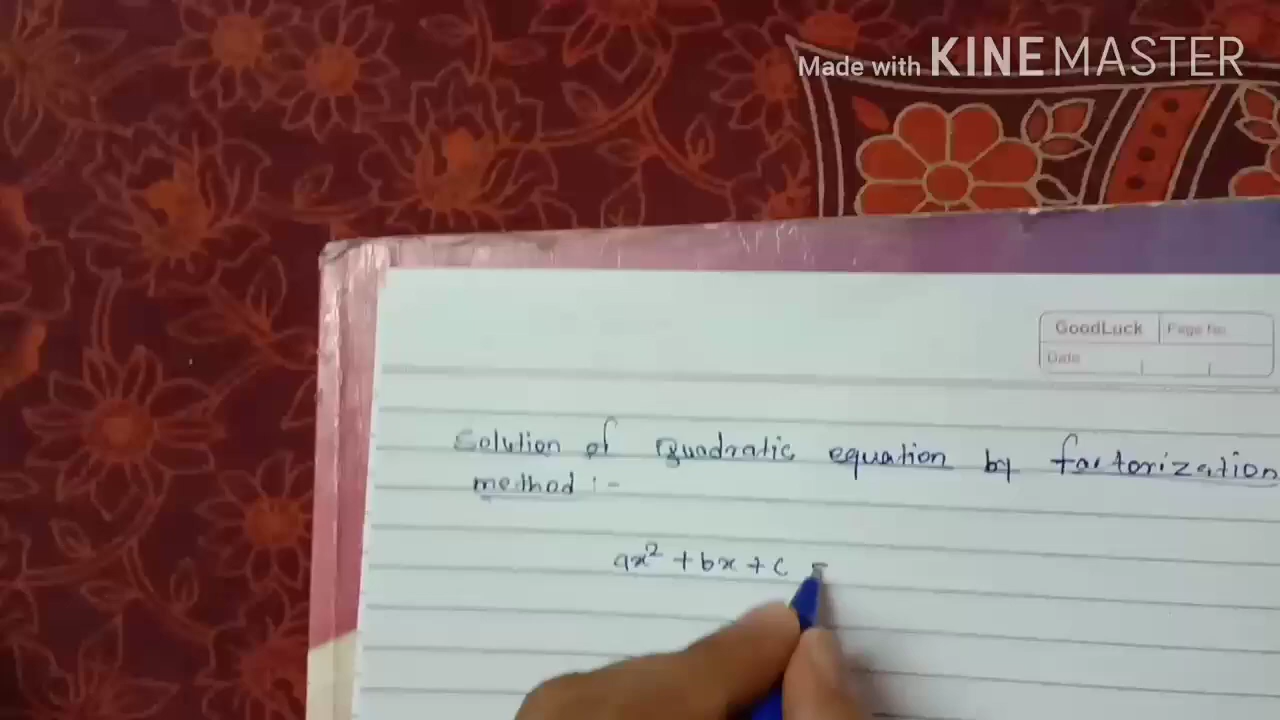 Made with KINEMASTER
GoodLuck Page No.
Date
Solution of Quadratic equation by factorization
method :-
ax² + bx + c =